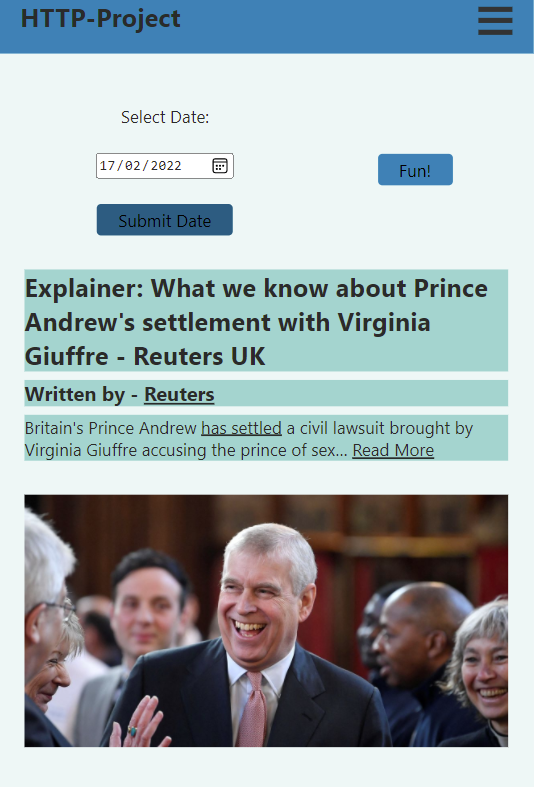 HTTP-Project
Select Date:
17/02/2022
Fun!
Submit Date
Explainer: What we know about Prince
Andrew's settlement with Virginia
Giuffre - Reuters UK
Written by - Reuters
Britain's Prince Andrew has settled a civil lawsuit brought by
Virginia Giuffre accusing the prince of sex... Read More